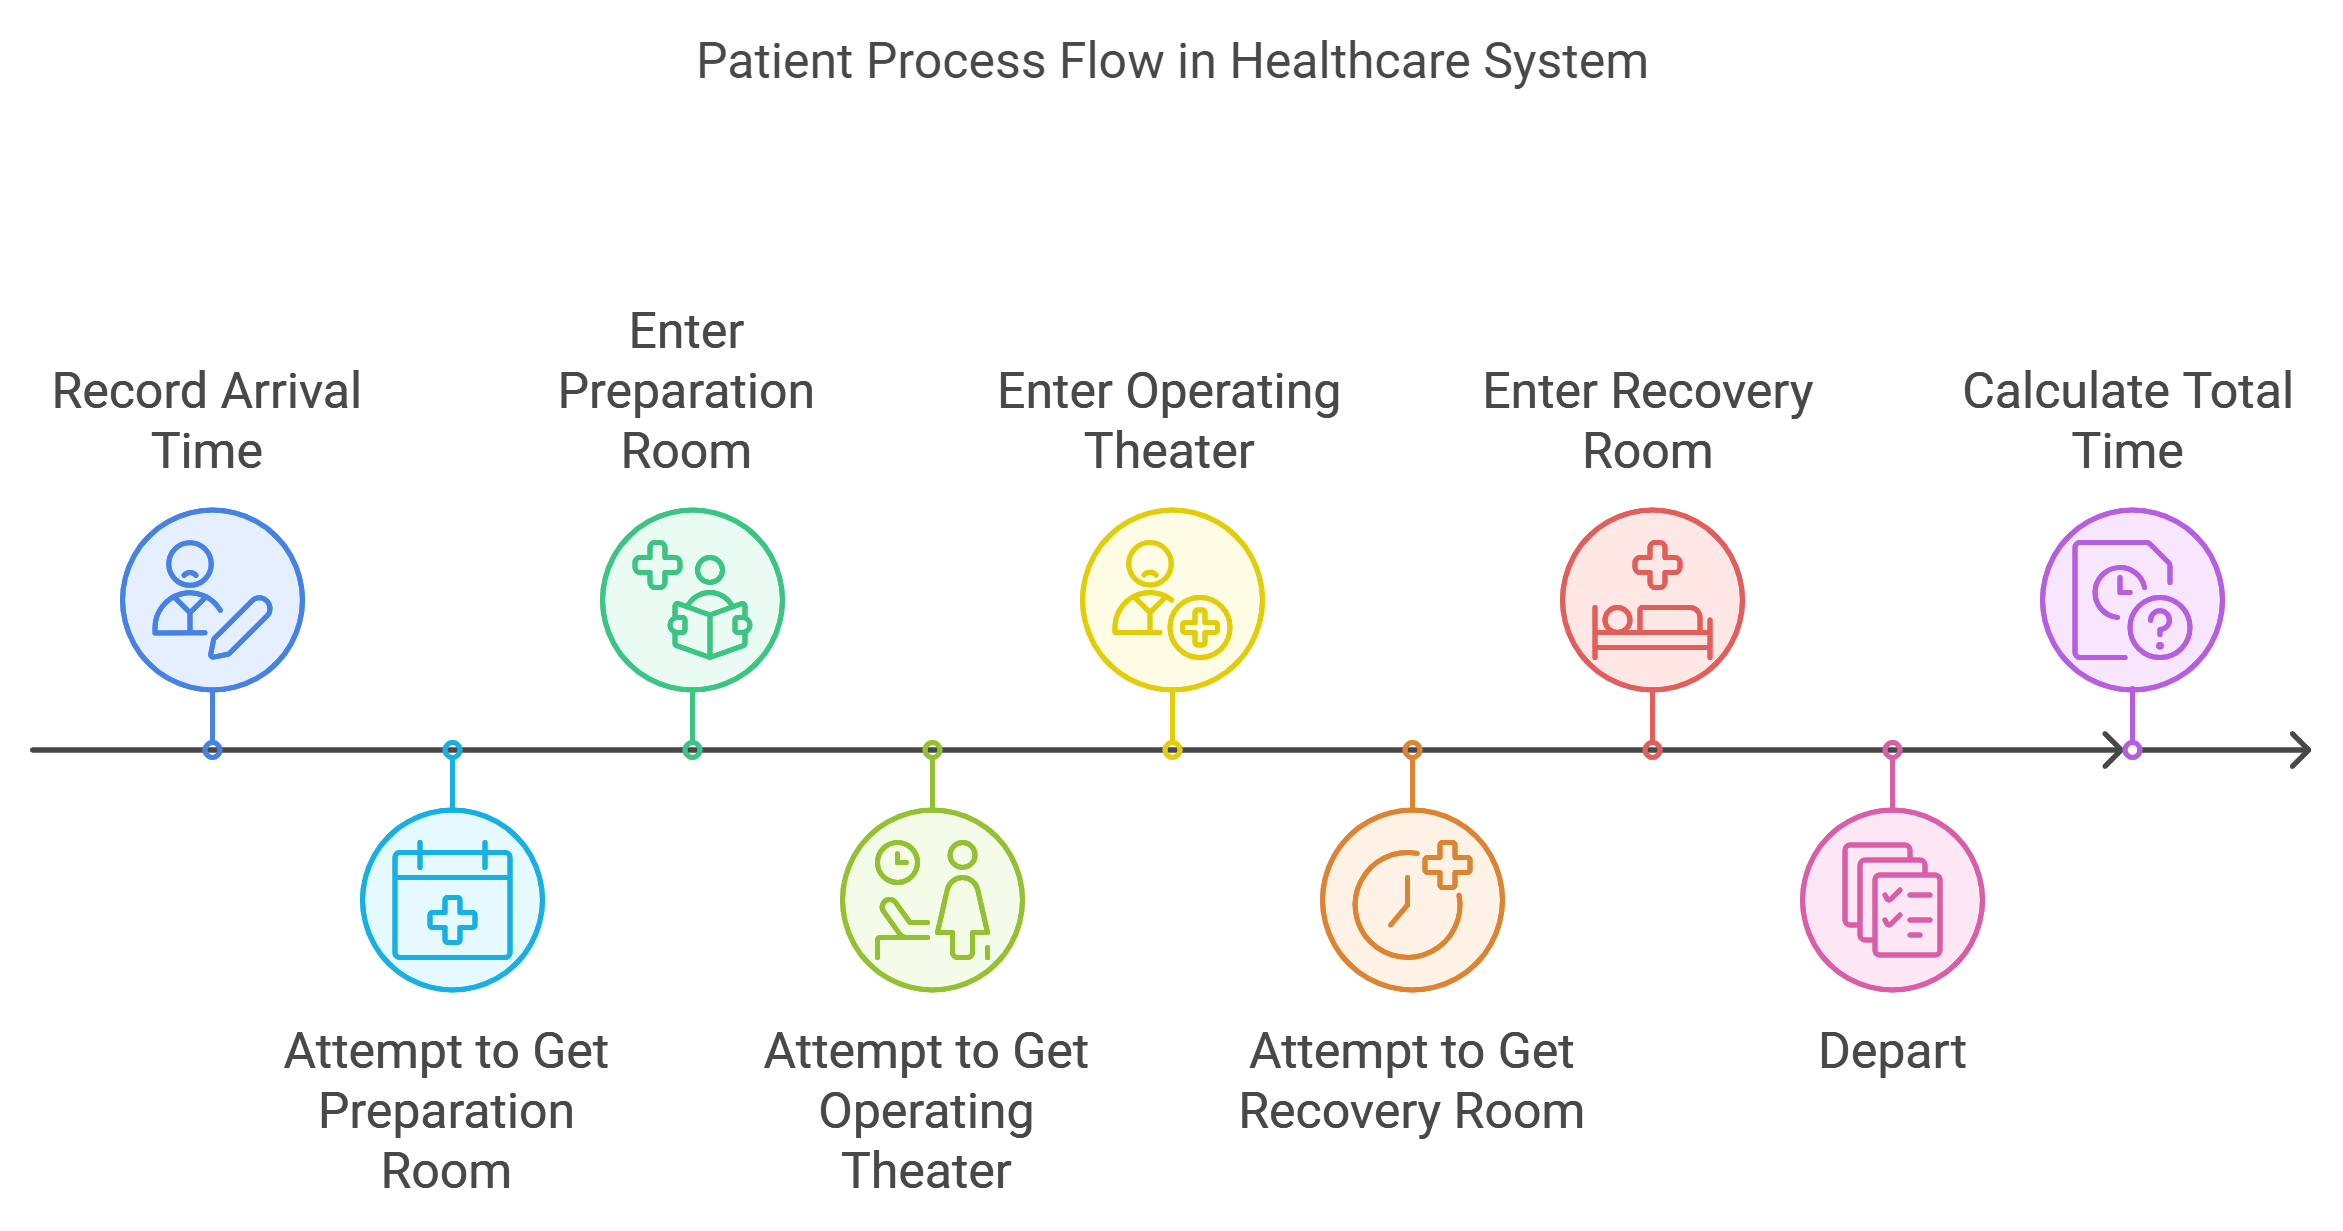 Patient Process Flow in Healthcare System
Record Arrival
Time
Attempt to Get
Preparation
Room
Enter
Preparation
Room
Attempt to Get
Operating
Theater
Enter Operating
Theater
Attempt to Get
Recovery Room
Enter Recovery
Room
Depart
Calculate Total
Time